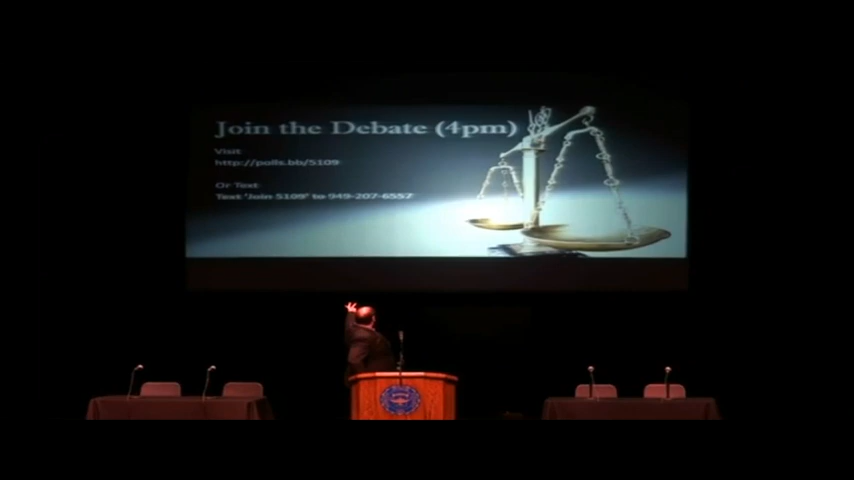 Join the Debate (4pm)
Visit
http://polls.bb/5109
Or Text
Text 'Join 5109' to 949-207-6557